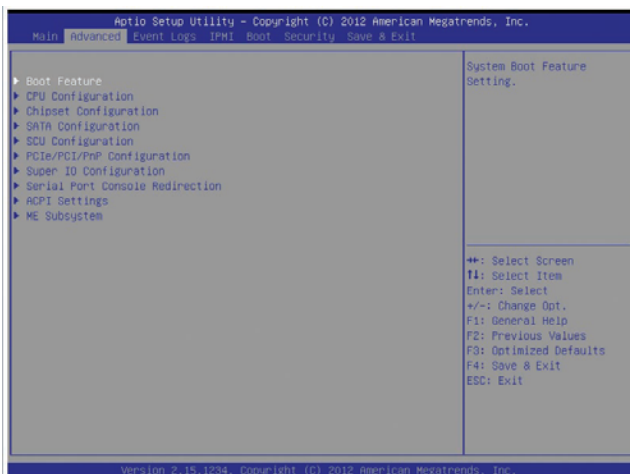 Aptio Setup Utility – Copyright (C) 2012 American Megatrends, Inc.
Main Advanced Event Logs IPMI Boot Security Save & Exit
Boot Feature
CPU Configuration
Chipset Configuration
SATA Configuration
SCU Configuration
PCIe/PCI/PnP Configuration
Super IO Configuration
Serial Port Console Redirection
ACPI Settings
ME Subsystem
System Boot Feature
Setting.
→←: Select Screen
↑↓: Select Item
Enter: Select
+/-: Change Opt.
F1: General Help
F2: Previous Values
F3: Optimized Defaults
F4: Save & Exit
ESC: Exit
Version 2.15.1234. Copyright (C) 2012 American Megatrends, Inc.